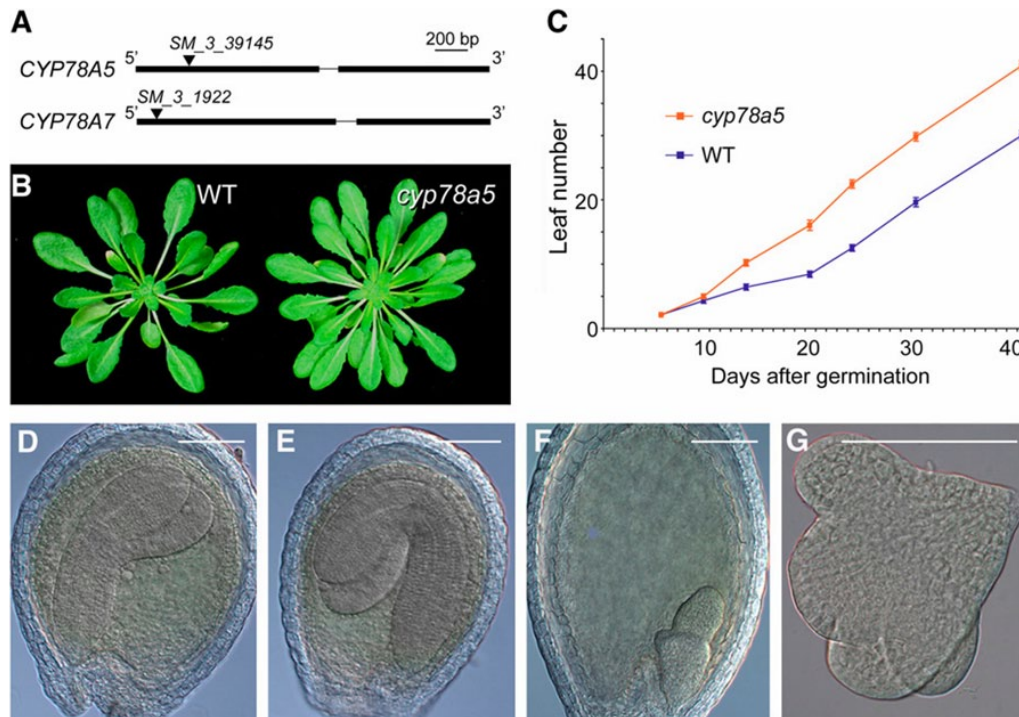 A
SM_3_39145
200 bp
5'
3'
CYP78A5
SM_3_1922
5'
3'
CYP78A7
B
WT
cyp78a5
C
40
20
0
10
20
30
40
Leaf number
Days after germination
cyp78a5
WT
D
E
F
G